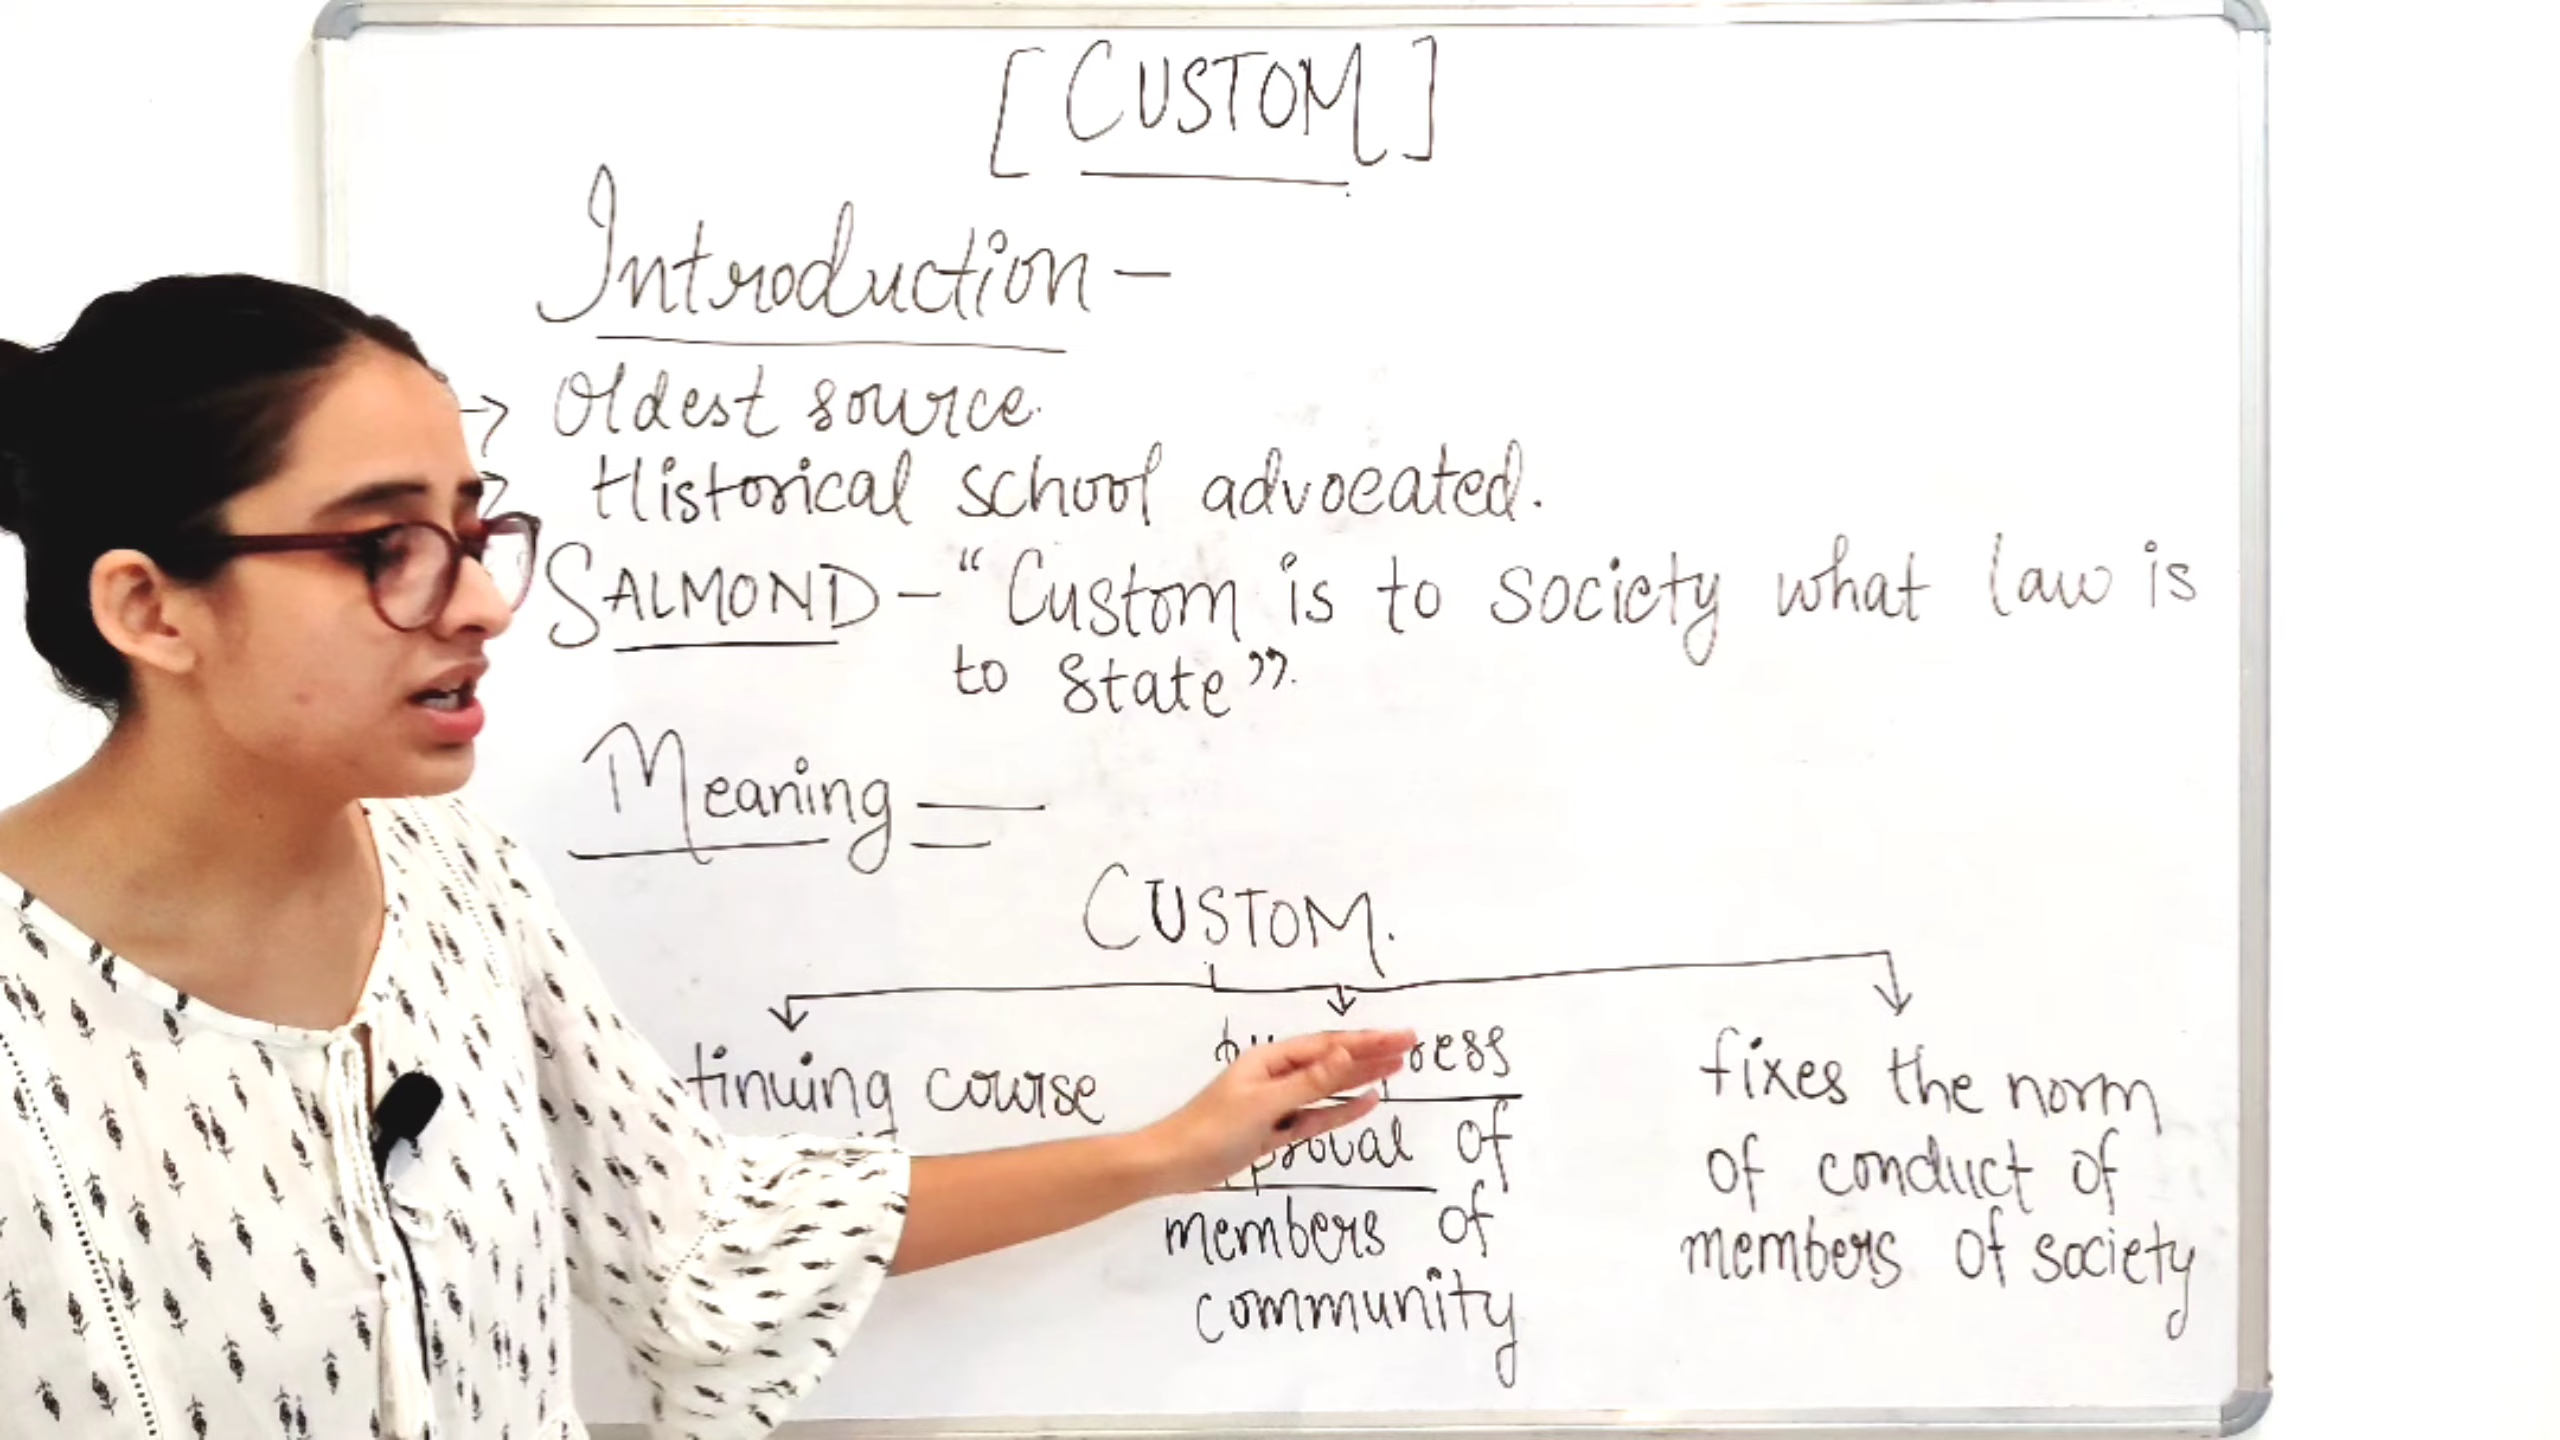 [CUSTOM]
Introduction -
→ Oldest source.
→ Historical school advocated.
SALMOND - "Custom is to society what law is
to state".
Meaning =
CUSTOM.
course
of
members of
community
fixes the norm
of conduct of
members of society